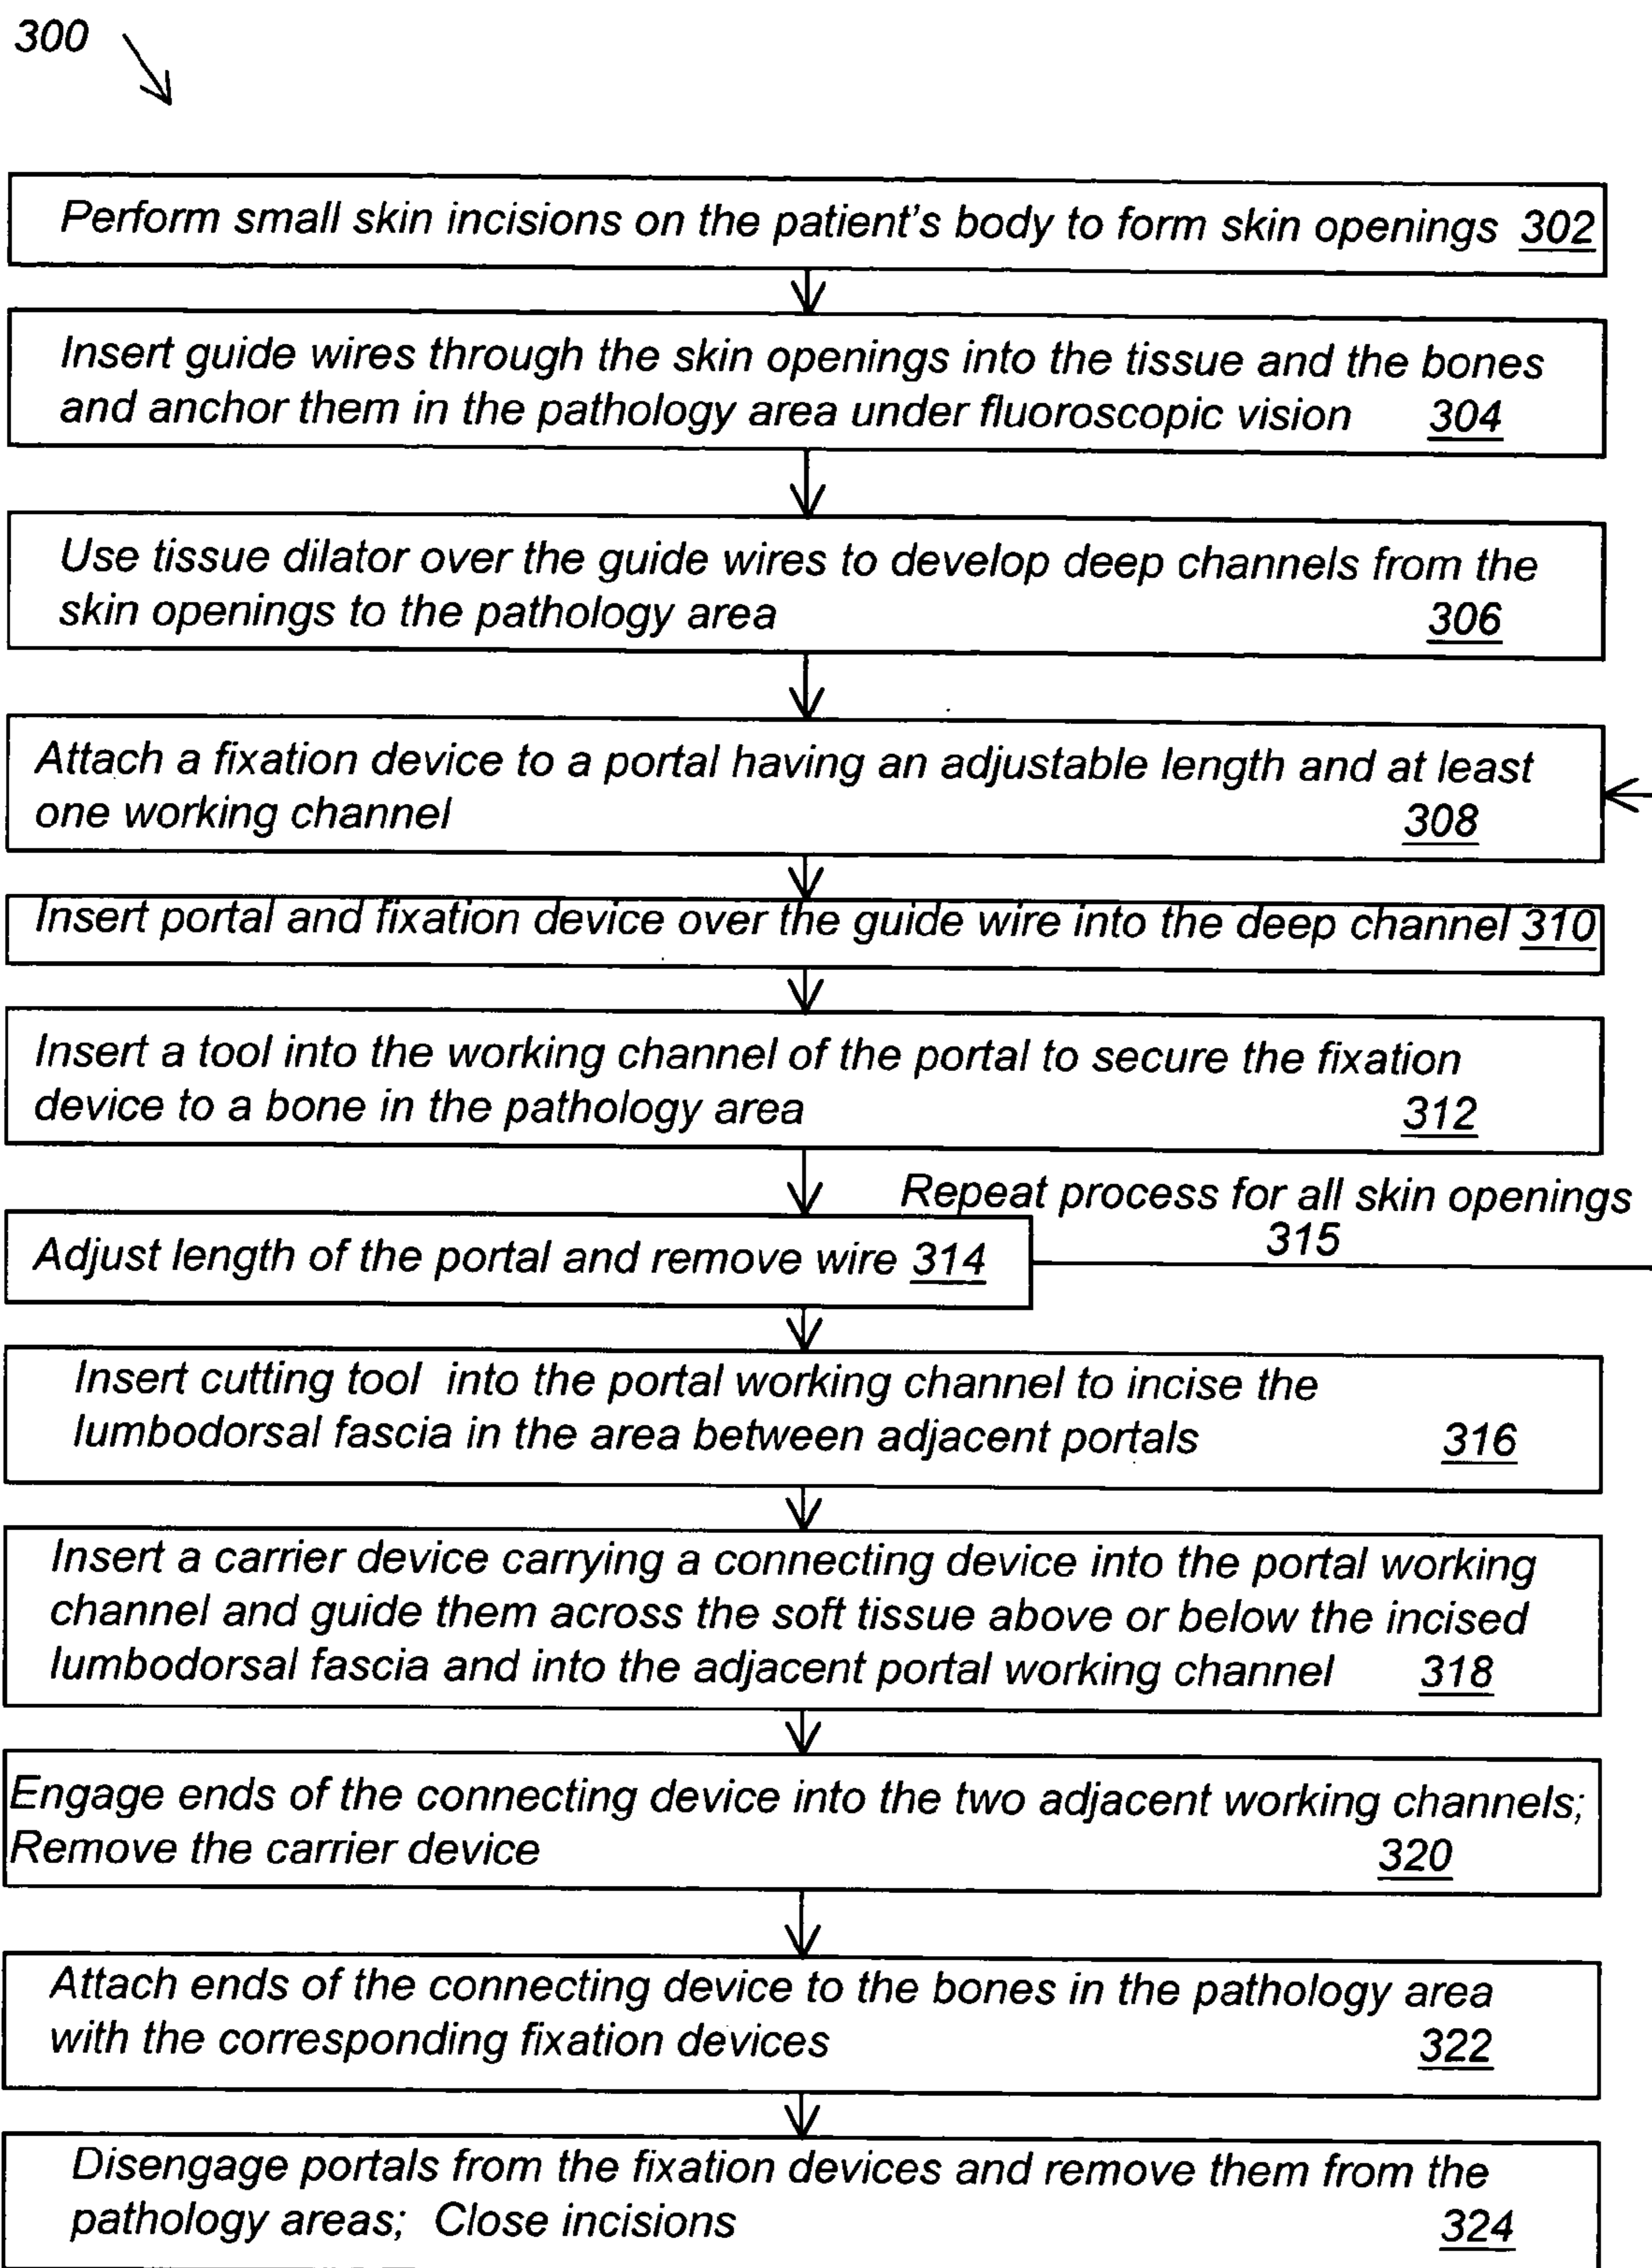 300
Perform small skin incisions on the patient's body to form skin openings 302
Insert guide wires through the skin openings into the tissue and the bones
and anchor them in the pathology area under fluoroscopic vision 304
Use tissue dilator over the guide wires to develop deep channels from the
skin openings to the pathology area 306
Attach a fixation device to a portal having an adjustable length and at least
one working channel 308
Insert portal and fixation device over the guide wire into the deep channel 310
Insert a tool into the working channel of the portal to secure the fixation
device to a bone in the pathology area 312
Repeat process for all skin openings
315
Adjust length of the portal and remove wire 314
Insert cutting tool into the portal working channel to incise the
lumbodorsal fascia in the area between adjacent portals 316
Insert a carrier device carrying a connecting device into the portal working
channel and guide them across the soft tissue above or below the incised
lumbodorsal fascia and into the adjacent portal working channel 318
Engage ends of the connecting device into the two adjacent working channels;
Remove the carrier device 320
Attach ends of the connecting device to the bones in the pathology area
with the corresponding fixation devices 322
Disengage portals from the fixation devices and remove them from the
pathology areas; Close incisions 324